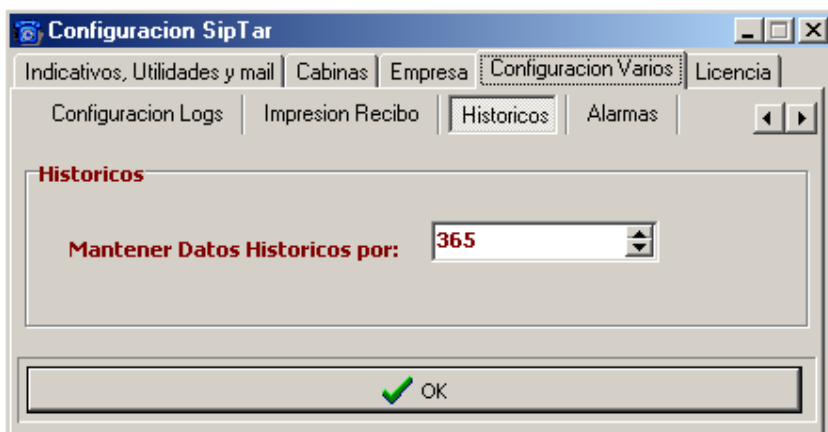 Configuracion SipTar
Indicativos, Utilidades y mail Cabinas Empresa Configuracion Varios Licencia
Configuracion Logs Impresion Recibo Historicos Alarmas
Historicos
Mantener Datos Historicos por: 365
OK